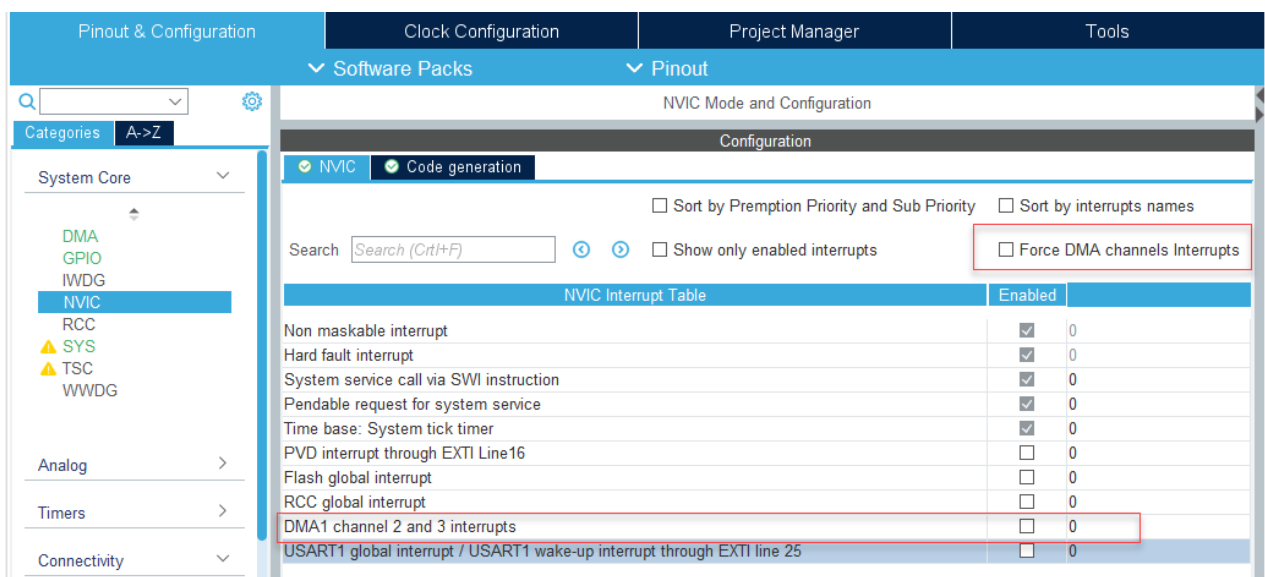 Pinout & Configuration
Clock Configuration
Project Manager
Tools
Software Packs
Pinout
NVIC Mode and Configuration
Categories
A->Z
Configuration
System Core
NVIC
Code generation
Sort by Premption Priority and Sub Priority
Sort by interrupts names
Search
Search (Crtl+F)
Show only enabled interrupts
Force DMA channels Interrupts
DMA
GPIO
IWDG
NVIC
RCC
SYS
TSC
WWDG
Analog
Timers
Connectivity
NVIC Interrupt Table
Enabled
Non maskable interrupt 0
Hard fault interrupt 0
System service call via SWI instruction 0
Pendable request for system service 0
Time base: System tick timer 0
PVD interrupt through EXTI Line16 0
Flash global interrupt 0
RCC global interrupt 0
DMA1 channel 2 and 3 interrupts 0
USART1 global interrupt / USART1 wake-up interrupt through EXTI line 25 0